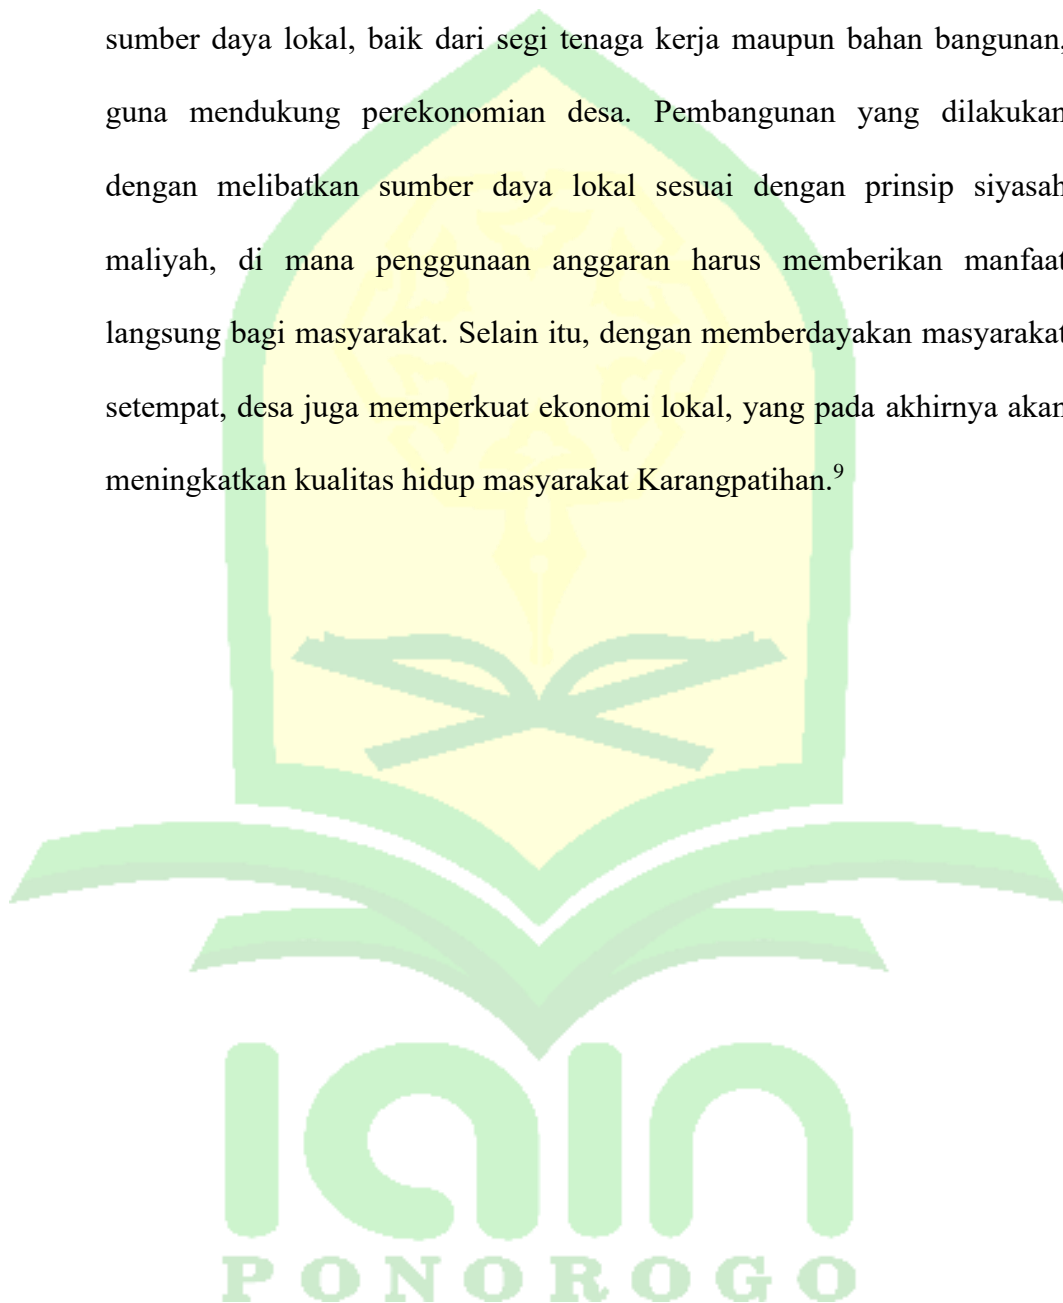 sumber daya lokal, baik dari segi tenaga kerja maupun bahan bangunan,
guna mendukung perekonomian desa. Pembangunan yang dilakukan
dengan melibatkan sumber daya lokal sesuai dengan prinsip siyasah
maliyah, di mana penggunaan anggaran harus memberikan manfaat
langsung bagi masyarakat. Selain itu, dengan memberdayakan masyarakat
setempat, desa juga memperkuat ekonomi lokal, yang pada akhirnya akan
meningkatkan kualitas hidup masyarakat Karangpatihan.⁹
iain
PONOROGO